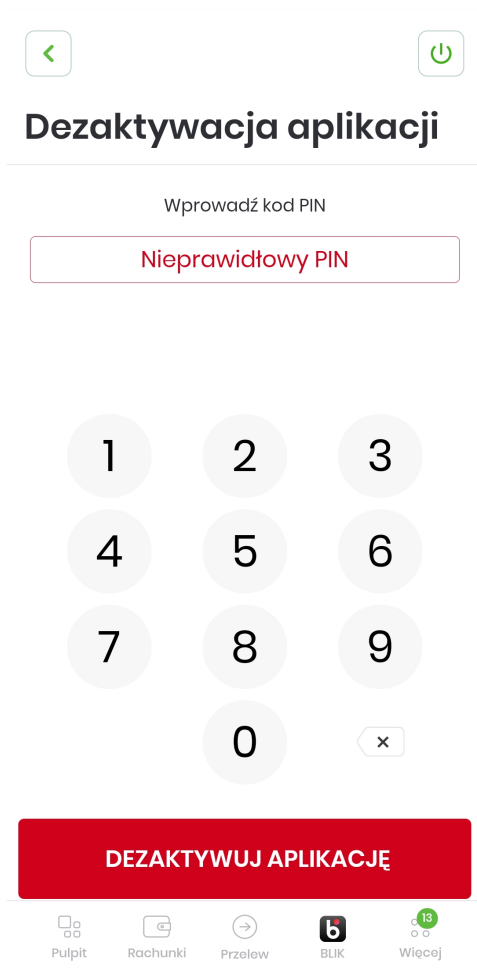 Dezaktywacja aplikacji
Wprowadź kod PIN
Nieprawidłowy PIN
1 2 3
4 5 6
7 8 9
0
DEZAKTYWUJ APLIKACJĘ
13
Pulpit Rachunki Przelew BLIK Więcej